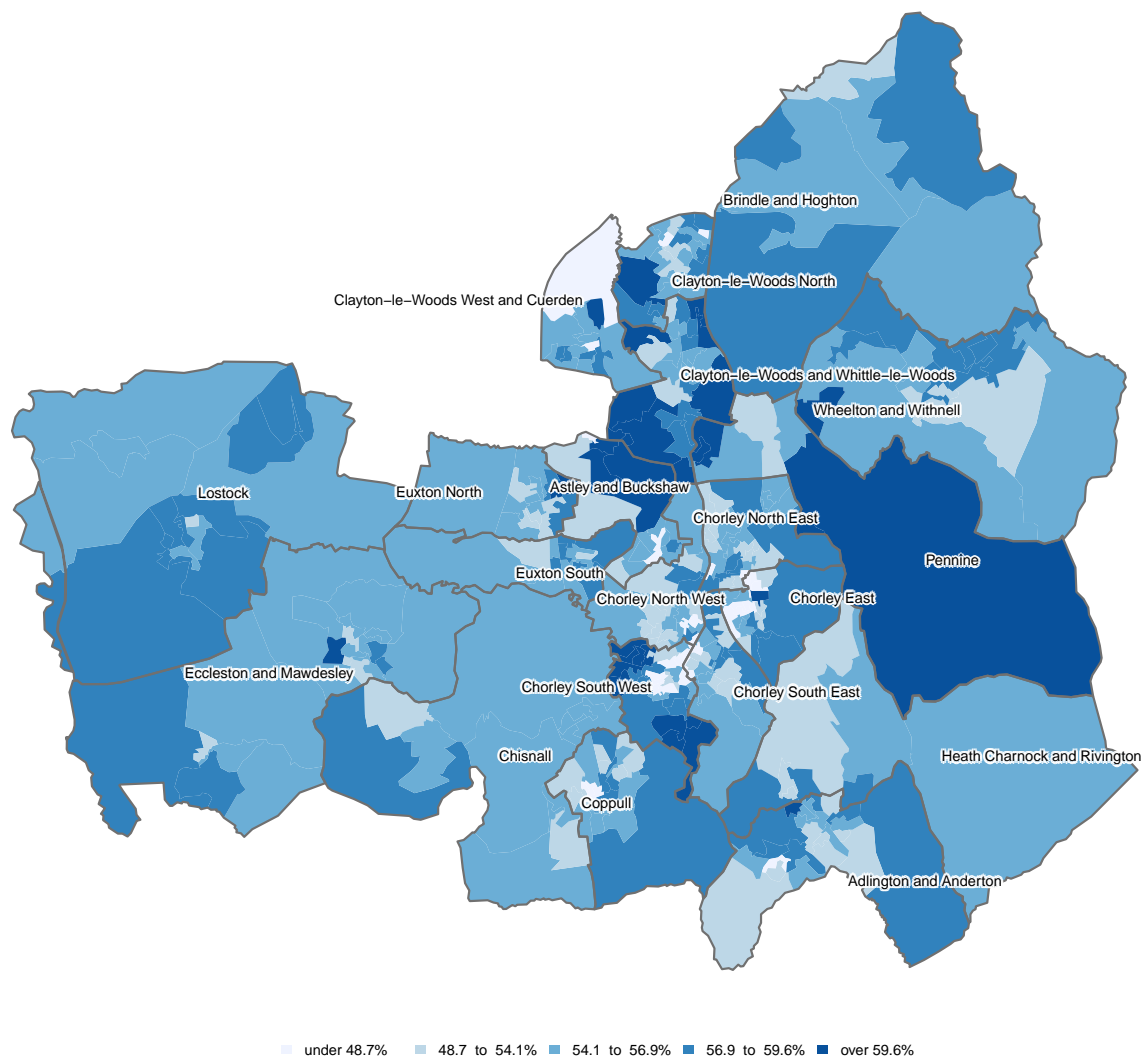 Brindle and Hoghton
Clayton−le−Woods North
Clayton−le−Woods West and Cuerden
Clayton−le−Woods and Whittle−le−Woods
Wheelton and Withnell
Lostock
Euxton North
Astley and Buckshaw
Chorley North East
Pennine
Euxton South
Chorley North West
Chorley East
Eccleston and Mawdesley
Chorley South West
Chorley South East
Chisnall
Heath Charnock and Rivington
Coppull
Adlington and Anderton
under 48.7% 48.7 to 54.1% 54.1 to 56.9% 56.9 to 59.6% over 59.6%